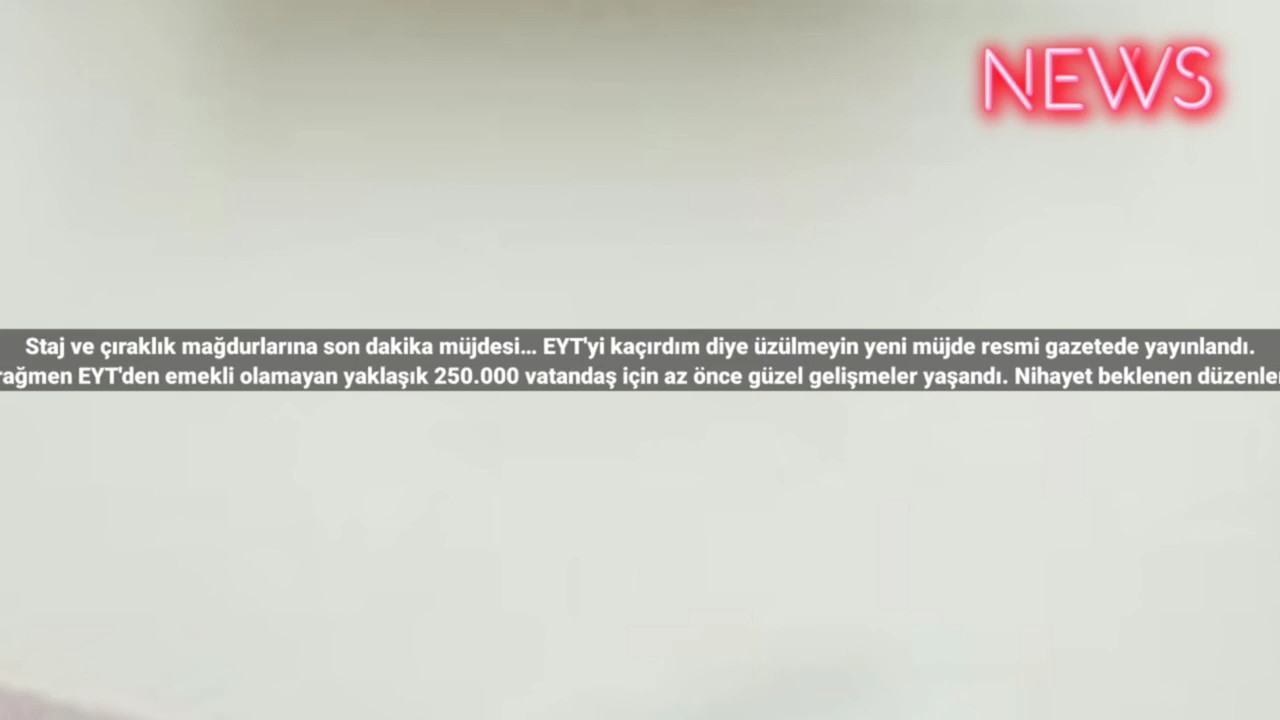 NEWS
Staj ve çıraklık mağdurlarına son dakika müjdesi... EYT'yi kaçırdım diye üzülmeyin yeni müjde resmi gazetede yayınlandı.
EYT'den emekli olamayan yaklaşık 250.000 vatandaş için az önce güzel gelişmeler yaşandı. Nihayet beklenen